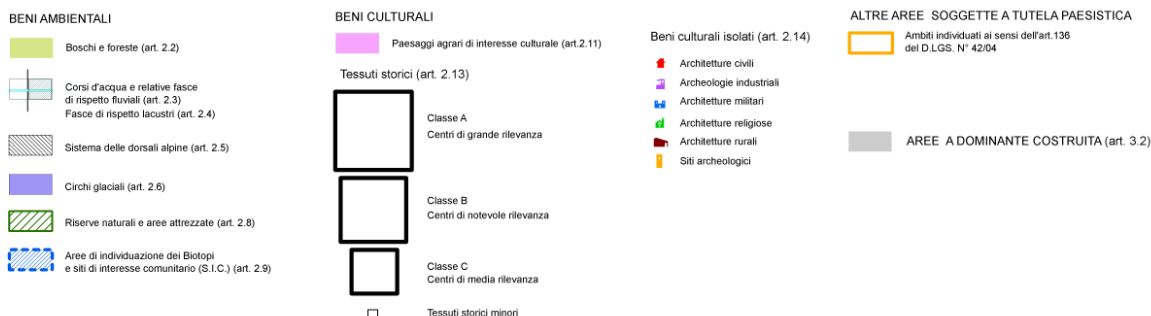 BENI AMBIENTALI
Boschi e foreste (art. 2.2)
Corsi d'acqua e relative fasce
di rispetto fluviali (art. 2.3)
Fasce di rispetto lacustri (art. 2.4)
Sistema delle dorsali alpine (art. 2.5)
Circhi glaciali (art. 2.6)
Riserve naturali e aree attrezzate (art. 2.8)
Aree di individuazione dei Biotopi
e siti di interesse comunitario (S.I.C.) (art. 2.9)
BENI CULTURALI
Paesaggi agrari di interesse culturale (art.2.11)
Tessuti storici (art. 2.13)
Classe A
Centri di grande rilevanza
Classe B
Centri di notevole rilevanza
Classe C
Centri di media rilevanza
Tessuti storici minori
Beni culturali isolati (art. 2.14)
Architetture civili
Archeologie industriali
Architetture militari
Architetture religiose
Architetture rurali
Siti archeologici
ALTRE AREE SOGGETTE A TUTELA PAESISTICA
Ambiti individuati ai sensi dell'art.136
del D.LGS. N° 42/04
AREE A DOMINANTE COSTRUITA (art. 3.2)